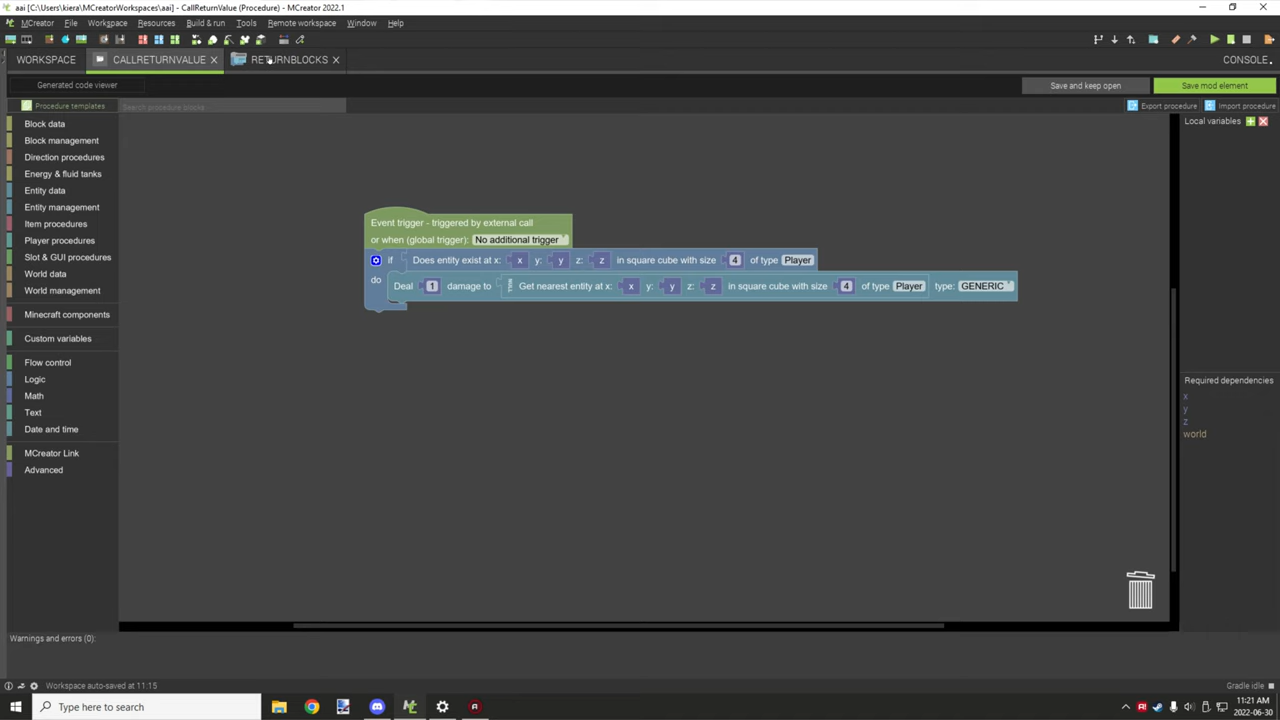 aai [C:\Users\kiera\MCreatorWorkspaces\aai] - CallReturnValue (Procedure) - MCreator 2022.1
MCreator File Workspace Resources Build & run Tools Remote workspace Window Help
WORKSPACE CALLRETURNVALUE RETURNBLOCKS CONSOLE
Generated code viewer Save and keep open Save mod element
Procedure templates Search procedure blocks Export procedure Import procedure
Local variables
Block data
Block management
Direction procedures
Energy & fluid tanks
Entity data
Entity management
Item procedures
Player procedures
Slot & GUI procedures
World data
World management
Minecraft components
Custom variables
Flow control
Logic
Math
Text
Date and time
MCreator Link
Advanced
Event trigger - triggered by external call
or when (global trigger): No additional trigger
if Does entity exist at x: x y: y z: z in square cube with size 4 of type Player
do Deal 1 damage to Get nearest entity at x: x y: y z: z in square cube with size 4 of type Player type: GENERIC
Required dependencies
x
y
z
world
Warnings and errors (0):
Workspace auto-saved at 11:15 Gradle idle
Type here to search
11:21 AM
2022-06-30